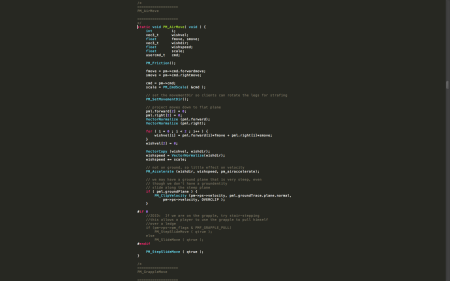 /*
===================
PM_AirMove

===================
*/
static void PM_AirMove( void ) {
int i;
vec3_t wishvel;
float fmove, smove;
vec3_t wishdir;
float wishspeed;
float scale;
usercmd_t cmd;

PM_Friction();

fmove = pm->cmd.forwardmove;
smove = pm->cmd.rightmove;

cmd = pm->cmd;
scale = PM_CmdScale( &cmd );

// set the movementDir so clients can rotate the legs for strafing
PM_SetMovementDir();

// project moves down to flat plane
pml.forward[2] = 0;
pml.right[2] = 0;
VectorNormalize (pml.forward);
VectorNormalize (pml.right);

for ( i = 0 ; i < 2 ; i++ ) {
wishvel[i] = pml.forward[i]*fmove + pml.right[i]*smove;
}
wishvel[2] = 0;

VectorCopy (wishvel, wishdir);
wishspeed = VectorNormalize(wishdir);
wishspeed *= scale;

// not on ground, so little effect on velocity
PM_Accelerate (wishdir, wishspeed, pm_airaccelerate);

// we may have a ground plane that is very steep, even
// though we don't have a groundentity
// slide along the steep plane
if ( pml.groundPlane ) {
PM_ClipVelocity (pm->ps->velocity, pml.groundTrace.plane.normal,
pm->ps->velocity, OVERCLIP );
}

#if 0
//ZOID: If we are on the grapple, try stair-stepping
//this allows a player to use the grapple to pull himself
//over a ledge
if (pm->ps->pm_flags & PMF_GRAPPLE_PULL)
PM_StepSlideMove ( qtrue );
else
PM_SlideMove ( qtrue );
#endif

PM_StepSlideMove ( qtrue );
}

/*
===================
PM_GrappleMove

===================